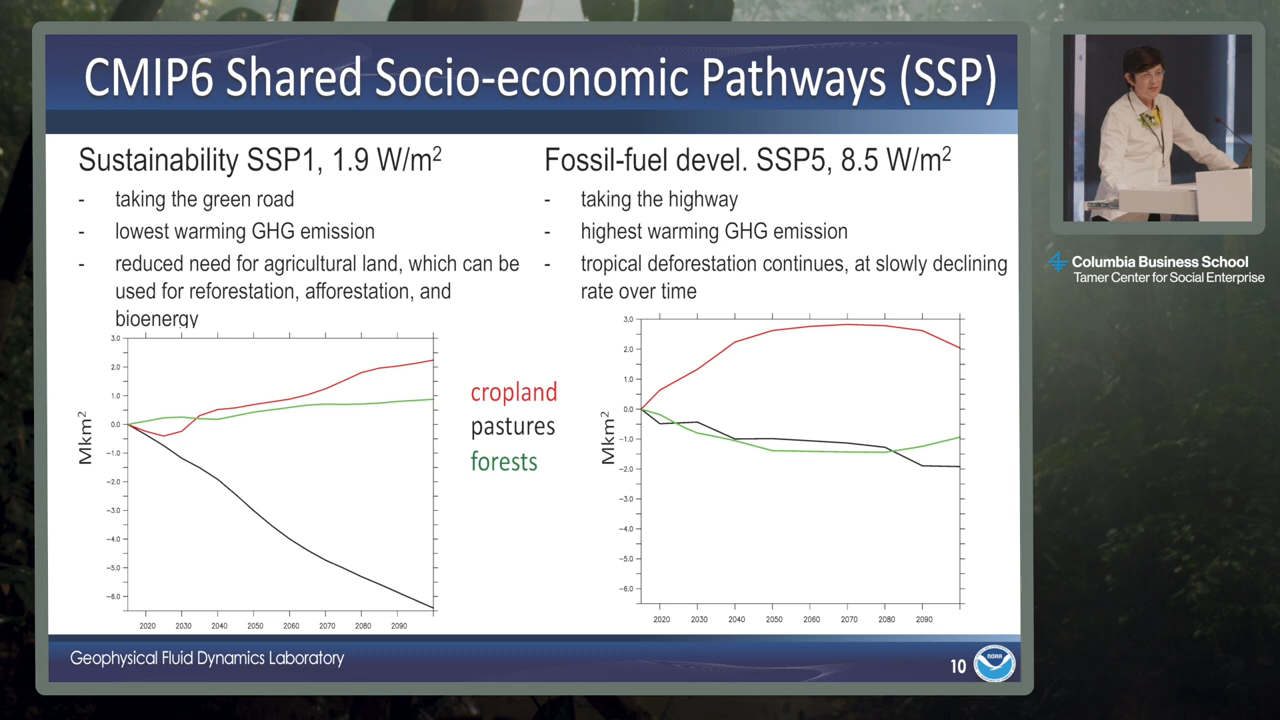 CMIP6 Shared Socio-economic Pathways (SSP)
Sustainability SSP1, 1.9 W/m²
- taking the green road
- lowest warming GHG emission
- reduced need for agricultural land, which can be
used for reforestation, afforestation, and
bioenergy
3.0
2.0
1.0
0.0
−1.0
−2.0
−3.0
−4.0
−5.0
−6.0
Mkm²
2020 2030 2040 2050 2060 2070 2080 2090
cropland
pastures
forests
Fossil-fuel devel. SSP5, 8.5 W/m²
- taking the highway
- highest warming GHG emission
- tropical deforestation continues, at slowly declining
rate over time
3.0
2.0
1.0
0.0
−1.0
−2.0
−3.0
−4.0
−5.0
−6.0
Mkm²
2020 2030 2040 2050 2060 2070 2080 2090
Geophysical Fluid Dynamics Laboratory
10
NOAA
Columbia Business School
Tamer Center for Social Enterprise